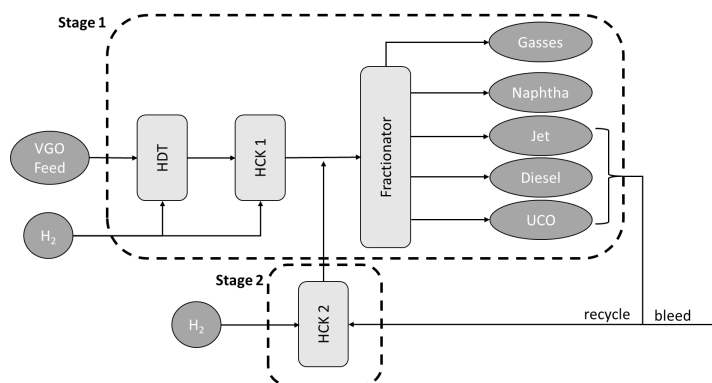 Stage 1
Gasses
Naphtha
Jet
Diesel
UCO
VGO
Feed
HDT
HCK 1
Fractionator
H₂
Stage 2
HCK 2
H₂
recycle
bleed